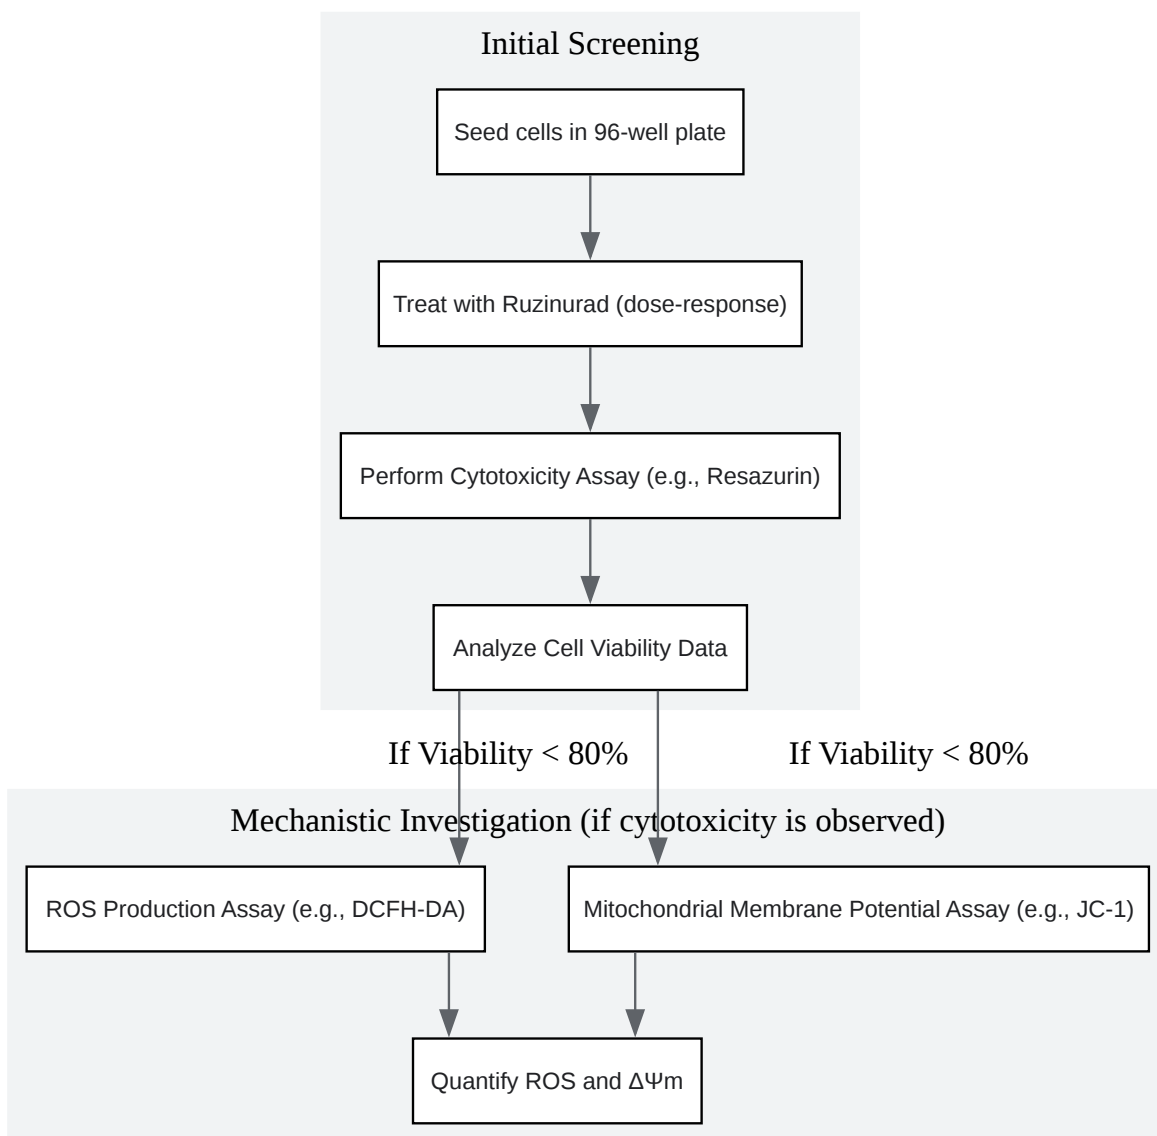 Initial Screening
Seed cells in 96-well plate
Treat with Ruzinurad (dose-response)
Perform Cytotoxicity Assay (e.g., Resazurin)
Analyze Cell Viability Data
If Viability < 80%
If Viability < 80%
Mechanistic Investigation (if cytotoxicity is observed)
ROS Production Assay (e.g., DCFH-DA)
Mitochondrial Membrane Potential Assay (e.g., JC-1)
Quantify ROS and ΔΨm